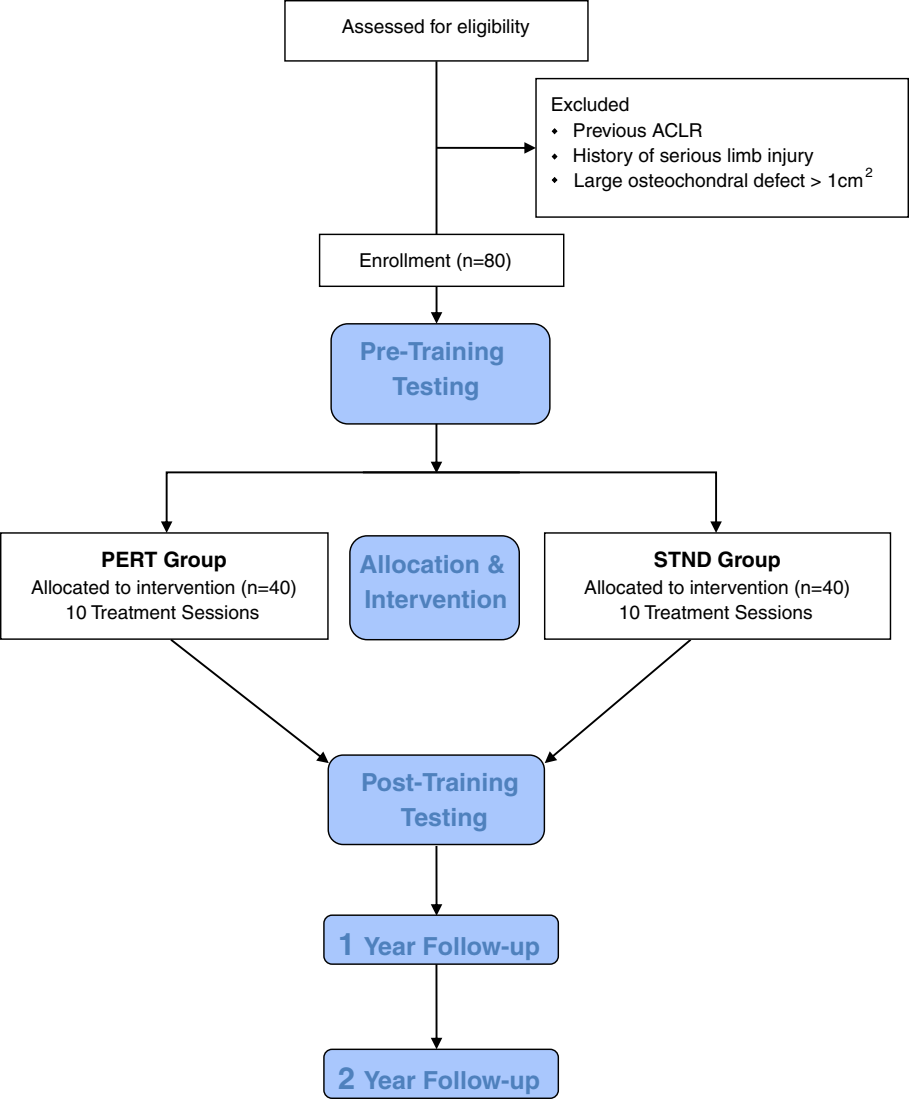 Assessed for eligibility
Excluded
⬩ Previous ACLR
⬩ History of serious limb injury
⬩ Large osteochondral defect > 1cm²
Enrollment (n=80)
Pre-Training
Testing
PERT Group
Allocated to intervention (n=40)
10 Treatment Sessions
Allocation &
Intervention
STND Group
Allocated to intervention (n=40)
10 Treatment Sessions
Post-Training
Testing
1 Year Follow-up
2 Year Follow-up